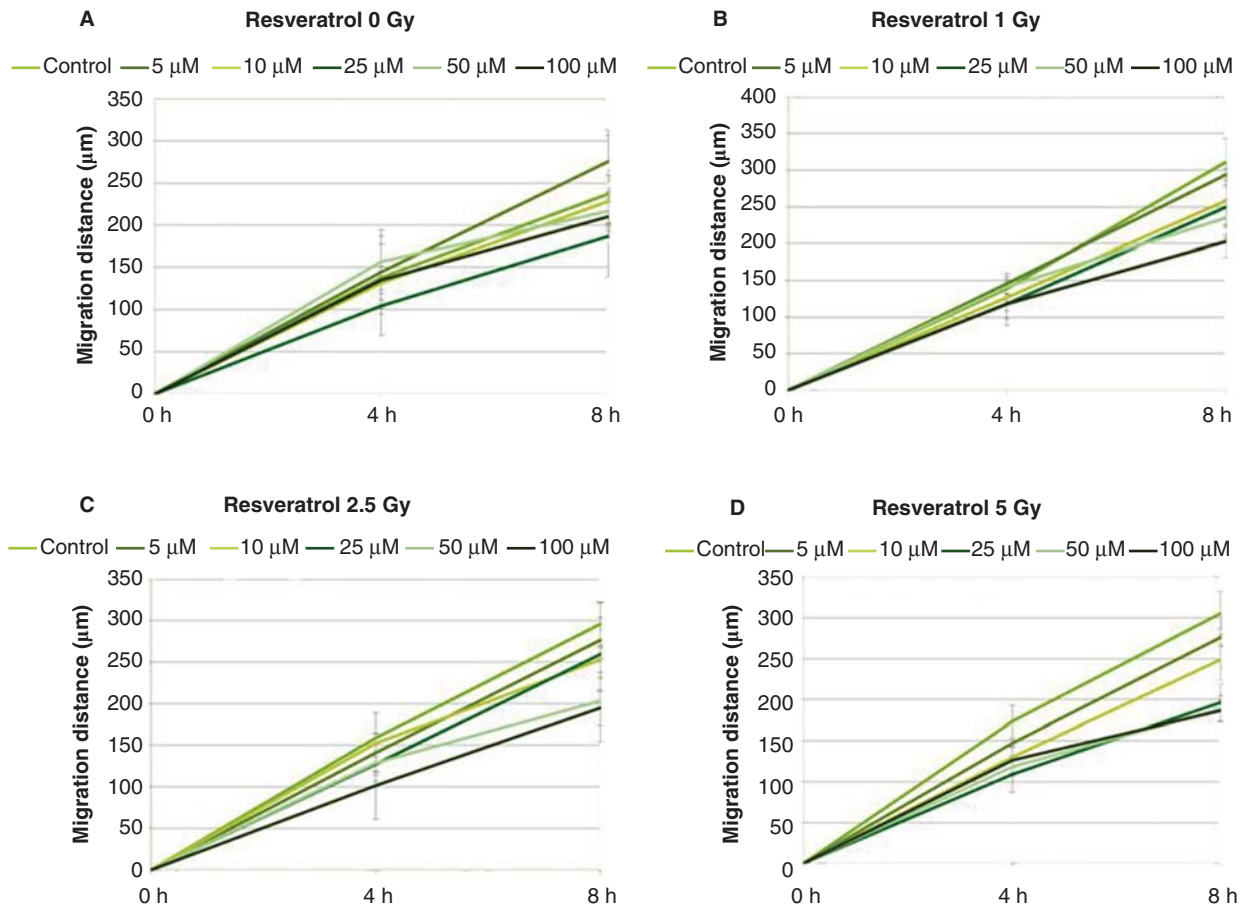 A Resveratrol 0 Gy
Control 5 μM 10 μM 25 μM 50 μM 100 μM
Migration distance (μm)
350
300
250
200
150
100
50
0
0 h 4 h 8 h
B Resveratrol 1 Gy
Control 5 μM 10 μM 25 μM 50 μM 100 μM
Migration distance (μm)
400
350
300
250
200
150
100
50
0
0 h 4 h 8 h
C Resveratrol 2.5 Gy
Control 5 μM 10 μM 25 μM 50 μM 100 μM
Migration distance (μm)
350
300
250
200
150
100
50
0
0 h 4 h 8 h
D Resveratrol 5 Gy
Control 5 μM 10 μM 25 μM 50 μM 100 μM
Migration distance (μm)
350
300
250
200
150
100
50
0
0 h 4 h 8 h